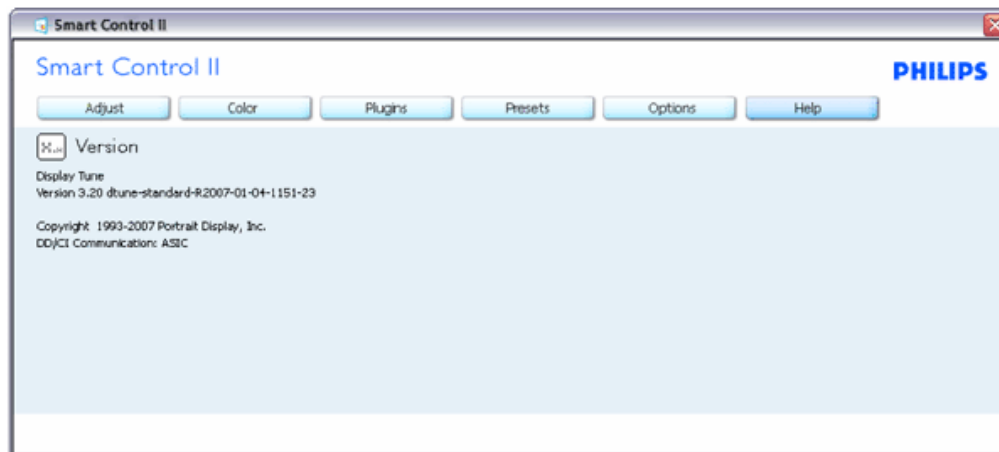 Smart Control II
Smart Control II
PHILIPS
Adjust Color Plugins Presets Options Help
Version
Display Tune
Version 3.20 dtune-standard-R2007-01-04-1151-23
Copyright 1993-2007 Portrait Display, Inc.
DD/CI Communication: ASIC